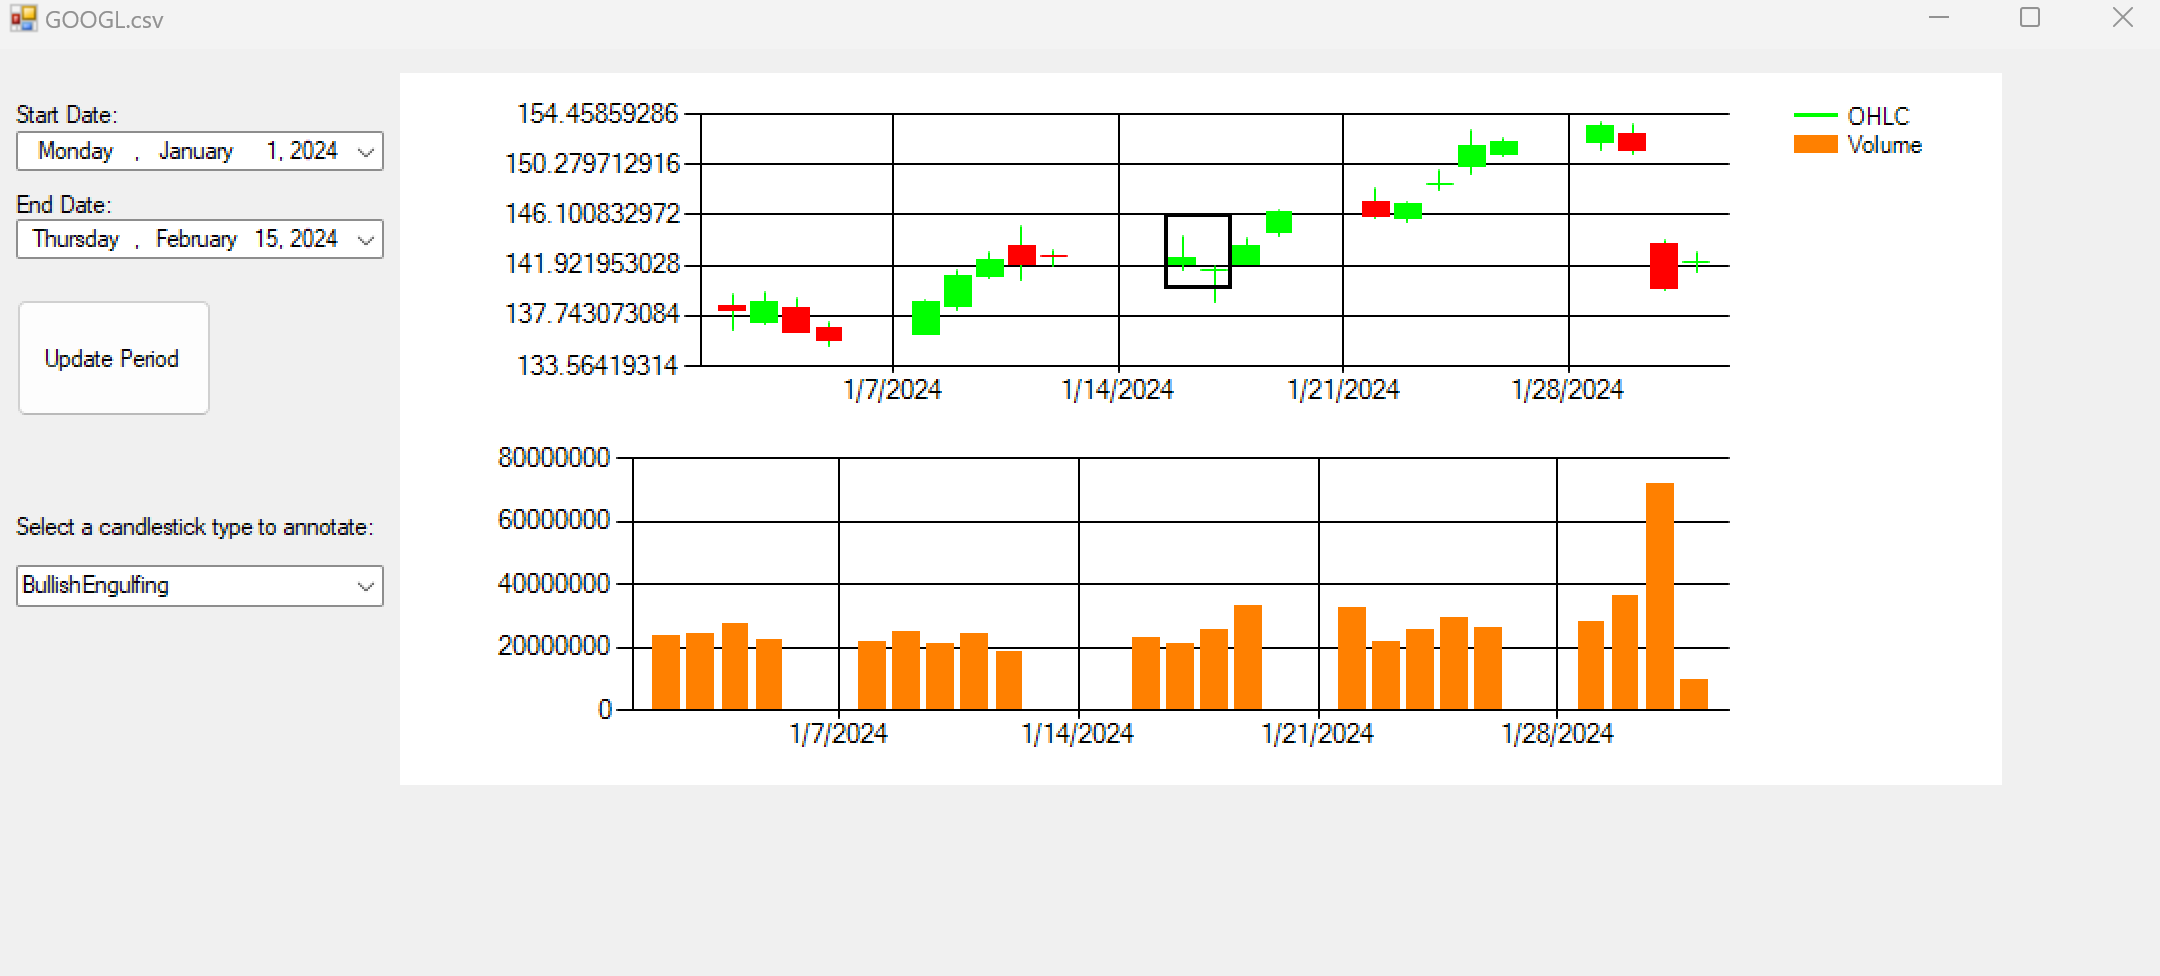 GOOGL.csv
Start Date:
Monday , January 1, 2024
End Date:
Thursday , February 15, 2024
Update Period
Select a candlestick type to annotate:
BullishEngulfing
154.45859286
150.279712916
146.100832972
141.921953028
137.743073084
133.56419314
1/7/2024 1/14/2024 1/21/2024 1/28/2024
OHLC
Volume
80000000
60000000
40000000
20000000
0
1/7/2024 1/14/2024 1/21/2024 1/28/2024